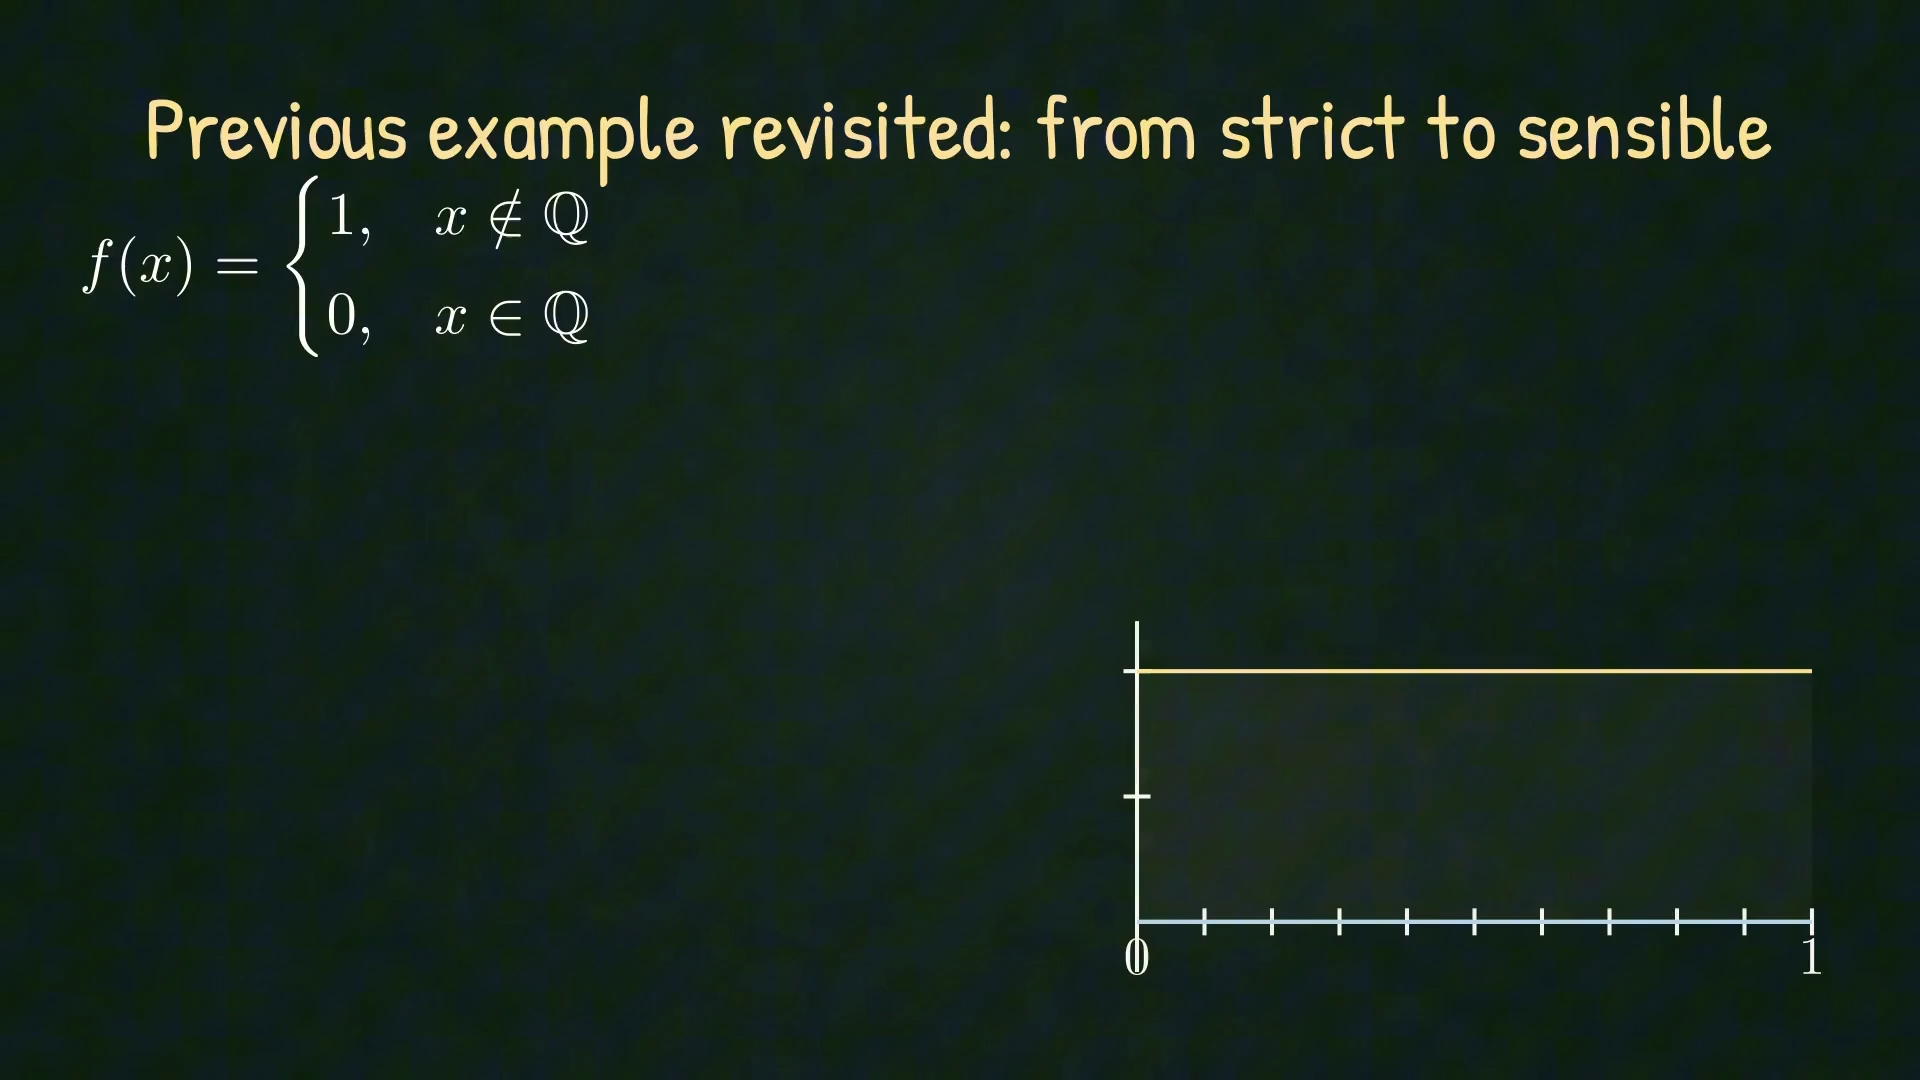 Previous example revisited: from strict to sensible
f(x) = { 1, x ∉ ℚ
0, x ∈ ℚ
0 1